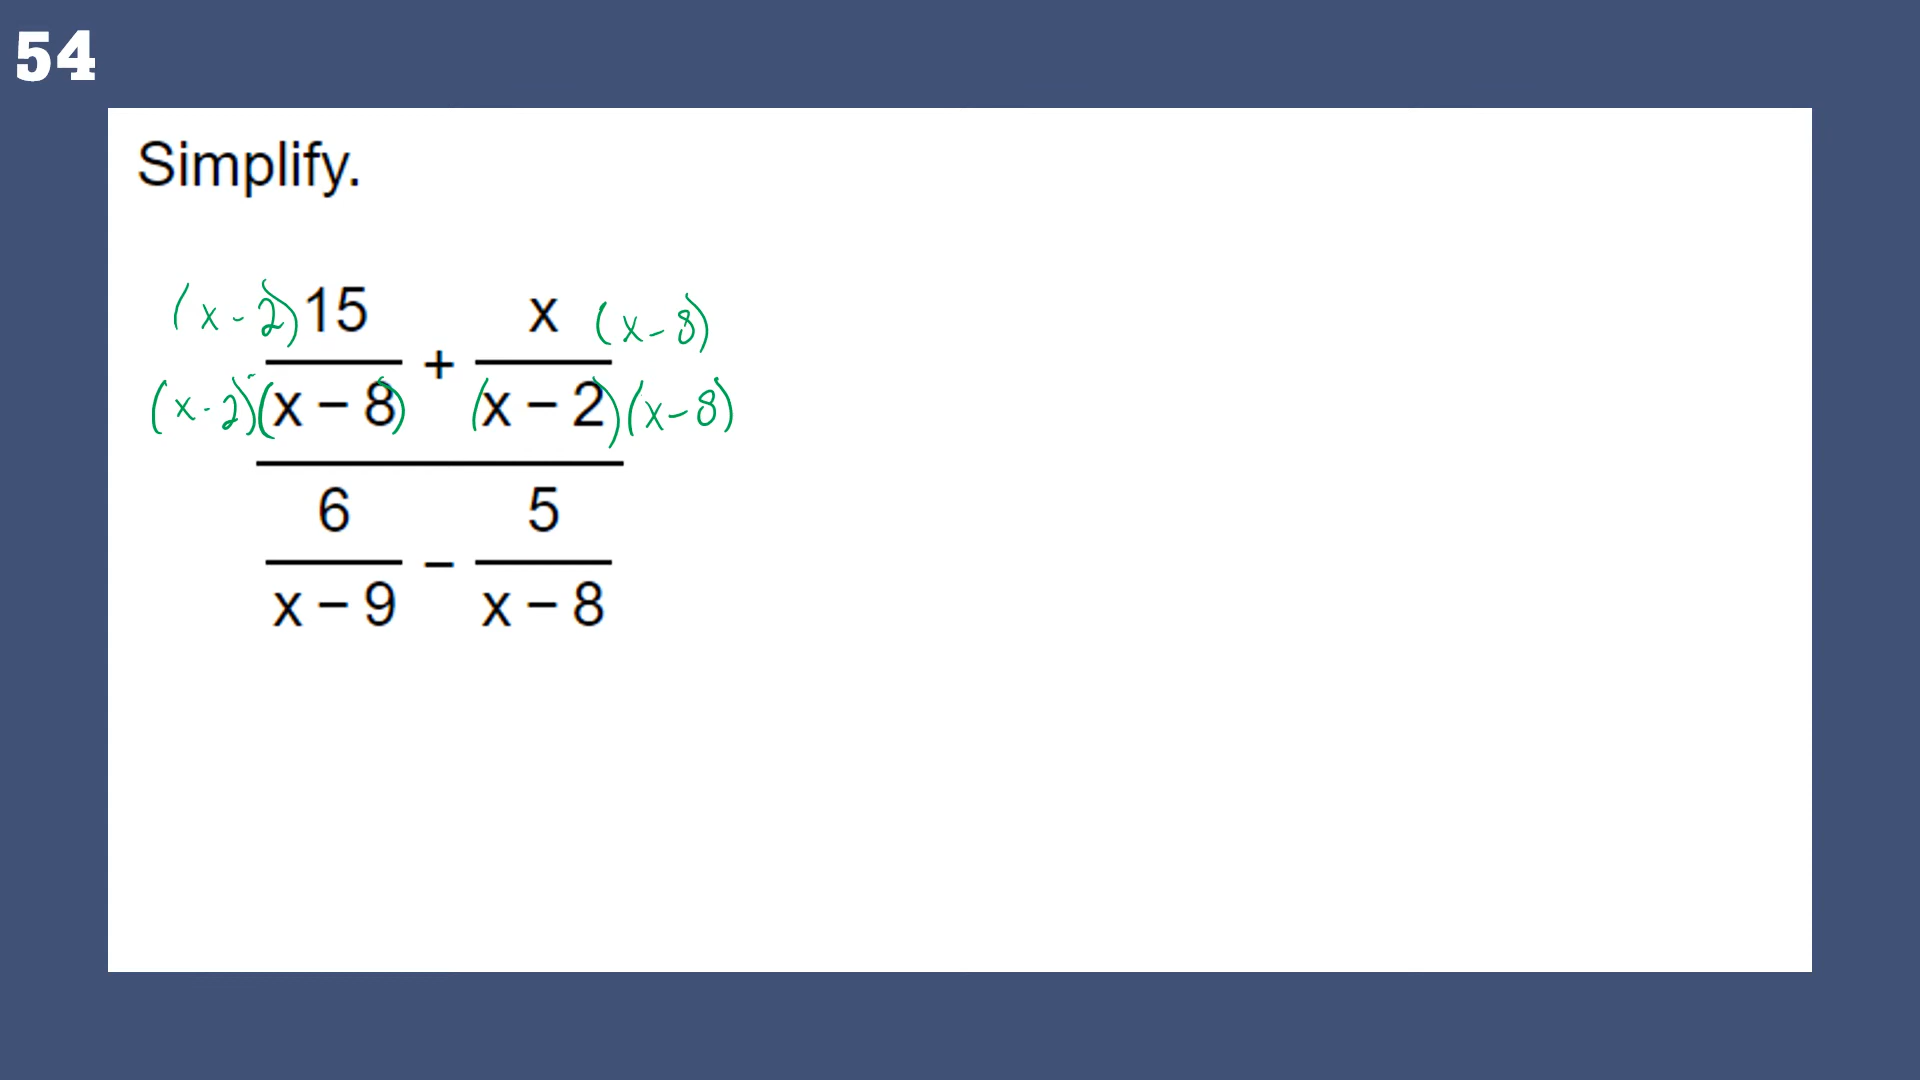 54
Simplify.
(x-2) 15 x (x-8)
+
(x-2)(x – 8) (x – 2)(x-8)
6 5
–
x – 9 x – 8